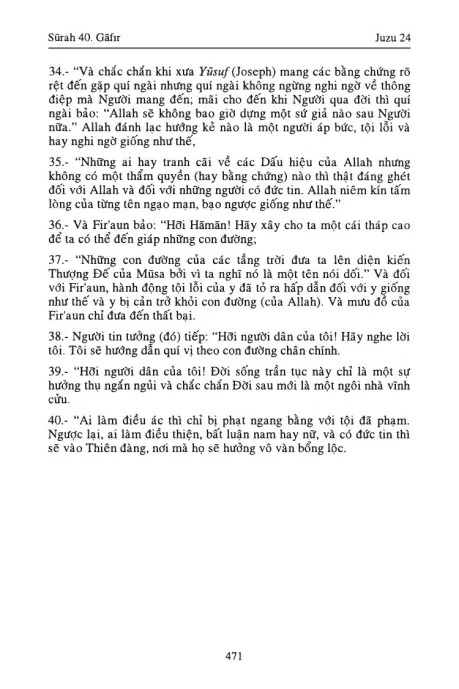 Sūrah 40. Gāfır Juzu 24
34.- “Và chắc chắn khi xưa Yūsuf (Joseph) mang các bằng chứng rõ
rệt đến gặp quí ngài nhưng quí ngài không ngừng nghi ngờ về thông
điệp mà Người mang đến; mãi cho đến khi Người qua đời thì quí
ngài bảo: “Allah sẽ không bao giờ dựng một sứ giả nào sau Người
nữa.” Allah đánh lạc hướng kẻ nào là một người áp bức, tội lỗi và
hay nghi ngờ giống như thế,
35.- “Những ai hay tranh cãi về các Dấu hiệu của Allah nhưng
không có một thẩm quyền (hay bằng chứng) nào thì thật đáng ghét
đối với Allah và đối với những người có đức tin. Allah niêm kín tấm
lòng của từng tên ngạo mạn, bạo ngược giống như thế.”
36.- Và Fir'aun bảo: “Hỡi Hāmān! Hãy xây cho ta một cái tháp cao
để ta có thể đến giáp những con đường;
37.- “Những con đường của các tầng trời đưa ta lên diện kiến
Thượng Đế của Mūsa bởi vì ta nghĩ nó là một tên nói dối.” Và đối
với Fir'aun, hành động tội lỗi của y đã tỏ ra hấp dẫn đối với y giống
như thế và y bị cản trở khỏi con đường (của Allah). Và mưu đồ của
Fir'aun chỉ đưa đến thất bại.
38.- Người tin tưởng (đó) tiếp: “Hỡi người dân của tôi! Hãy nghe lời
tôi. Tôi sẽ hướng dẫn quí vị theo con đường chân chính.
39.- “Hỡi người dân của tôi! Đời sống trần tục này chỉ là một sự
hưởng thụ ngắn ngủi và chắc chắn Đời sau mới là một ngôi nhà vĩnh
cửu.
40.- “Ai làm điều ác thì chỉ bị phạt ngang bằng với tội đã phạm.
Ngược lại, ai làm điều thiện, bất luận nam hay nữ, và có đức tin thì
sẽ vào Thiên đàng, nơi mà họ sẽ hưởng vô vàn bổng lộc.
471